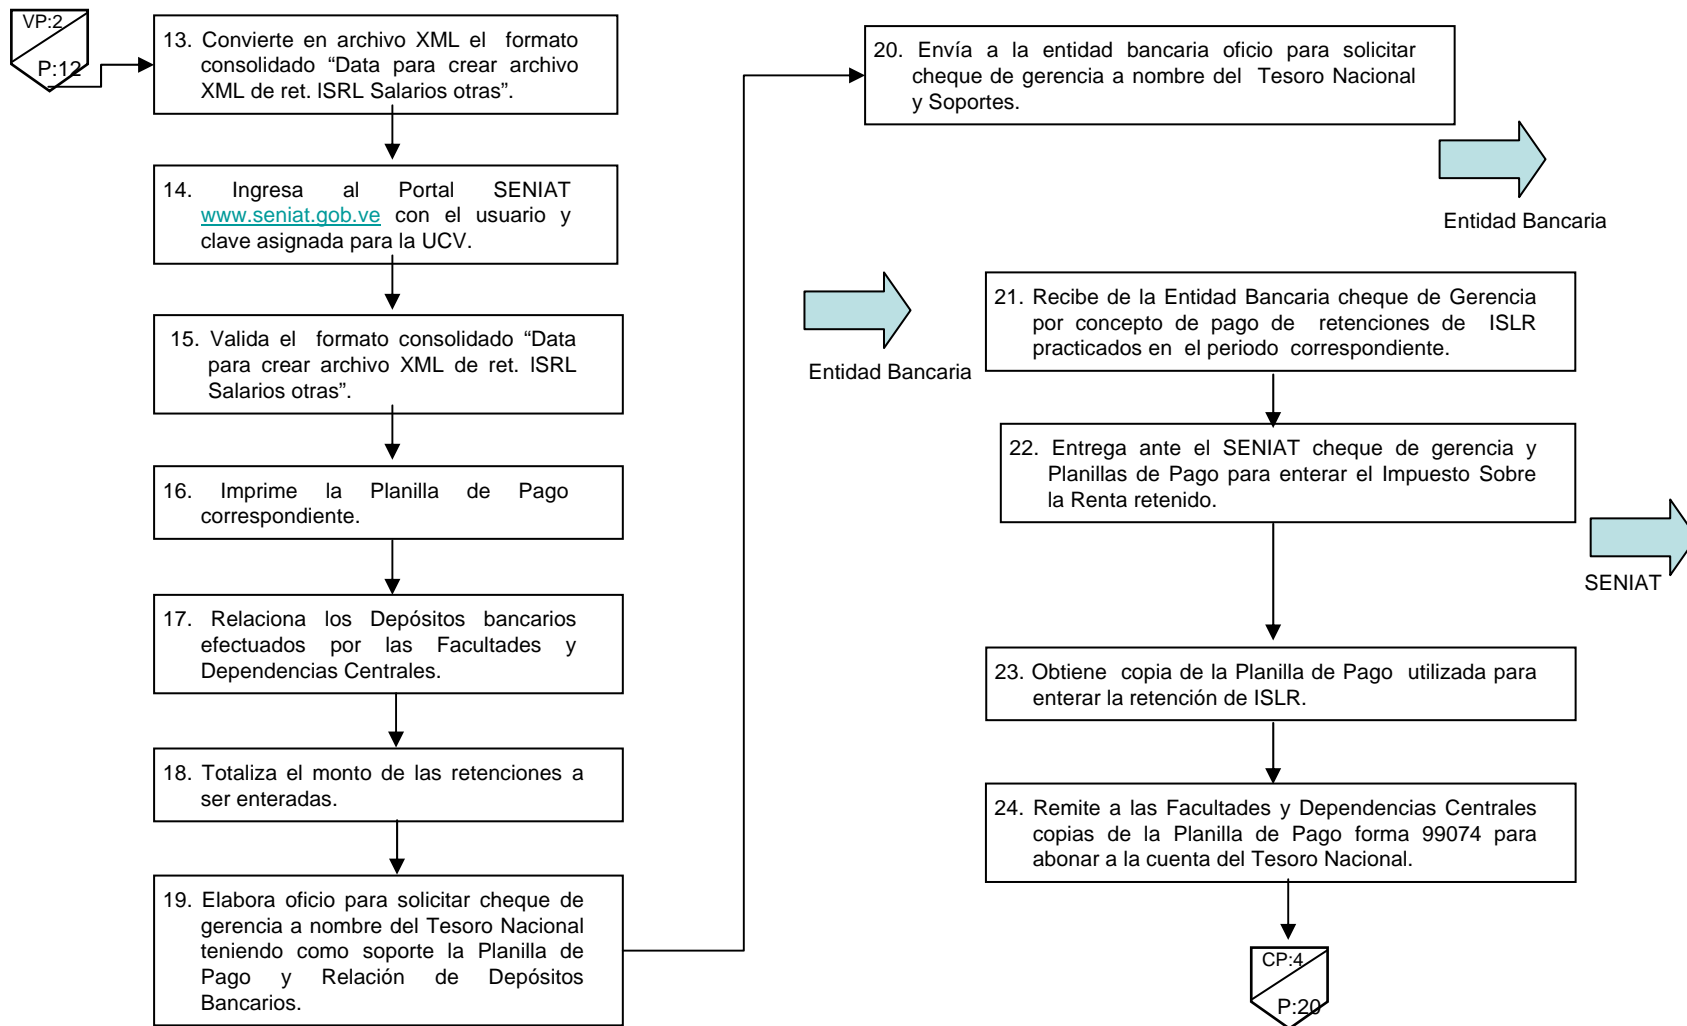 VP:2
P:12
13. Convierte en archivo XML el formato
consolidado “Data para crear archivo
XML de ret. ISRL Salarios otras”.
14. Ingresa al Portal SENIAT
www.seniat.gob.ve con el usuario y
clave asignada para la UCV.
15. Valida el formato consolidado “Data
para crear archivo XML de ret. ISRL
Salarios otras”.
16. Imprime la Planilla de Pago
correspondiente.
17. Relaciona los Depósitos bancarios
efectuados por las Facultades y
Dependencias Centrales.
18. Totaliza el monto de las retenciones a
ser enteradas.
19. Elabora oficio para solicitar cheque de
gerencia a nombre del Tesoro Nacional
teniendo como soporte la Planilla de
Pago y Relación de Depósitos
Bancarios.
20. Envía a la entidad bancaria oficio para solicitar
cheque de gerencia a nombre del Tesoro Nacional
y Soportes.
Entidad Bancaria
Entidad Bancaria
21. Recibe de la Entidad Bancaria cheque de Gerencia
por concepto de pago de retenciones de ISLR
practicados en el periodo correspondiente.
22. Entrega ante el SENIAT cheque de gerencia y
Planillas de Pago para enterar el Impuesto Sobre
la Renta retenido.
SENIAT
23. Obtiene copia de la Planilla de Pago utilizada para
enterar la retención de ISLR.
24. Remite a las Facultades y Dependencias Centrales
copias de la Planilla de Pago forma 99074 para
abonar a la cuenta del Tesoro Nacional.
CP:4
P:20